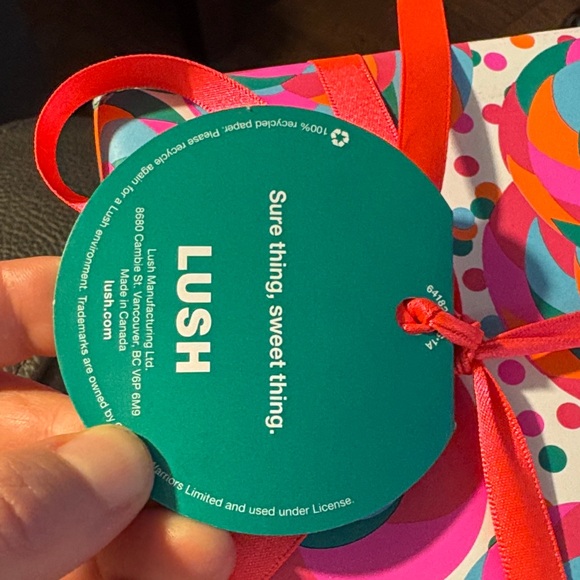 Sure thing, sweet thing.
LUSH
Lush Manufacturing Ltd.
8680 Cambie St. Vancouver, BC V6P 6M9
Made in Canada
lush.com
100% recycled paper. Please recycle again for a Lush environment. Trademarks are owned by Warriors Limited and used under License.